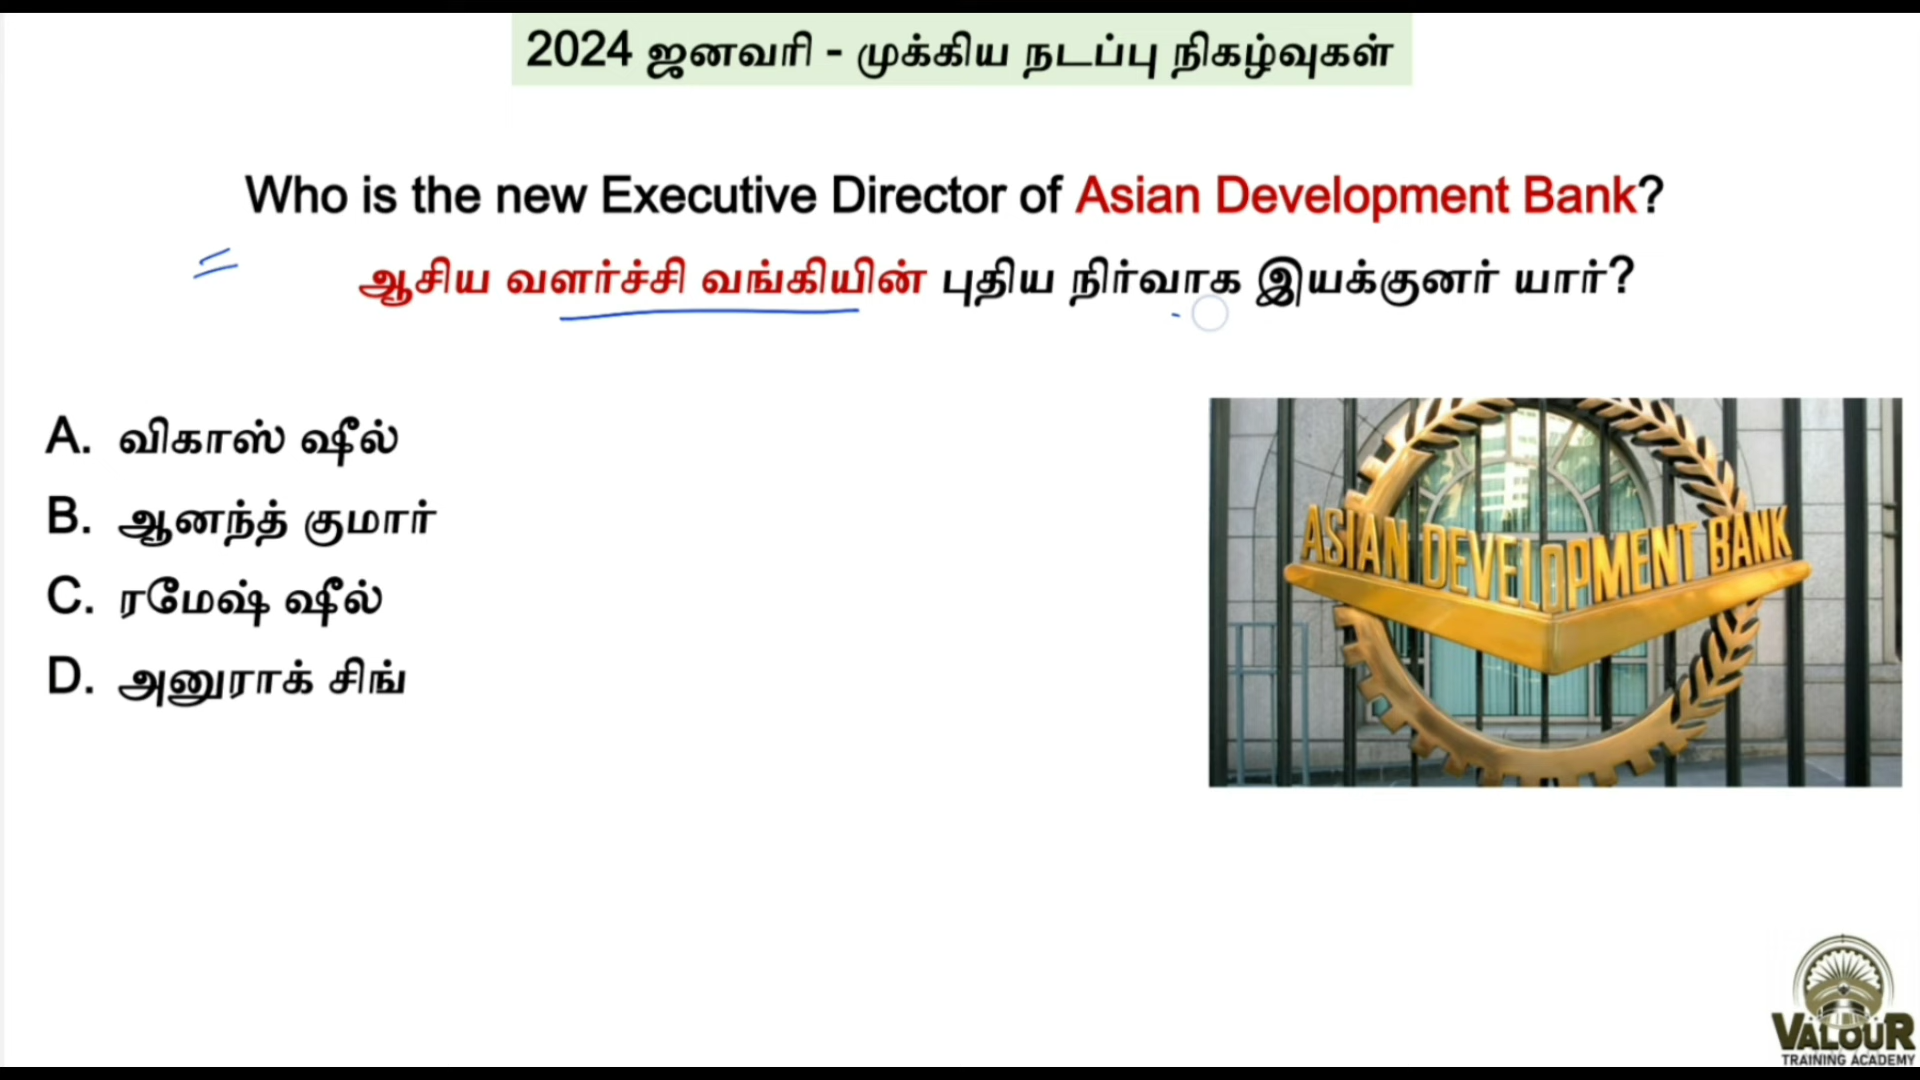 2024 ஜனவரி - முக்கிய நடப்பு நிகழ்வுகள்
Who is the new Executive Director of Asian Development Bank?
ஆசிய வளர்ச்சி வங்கியின் புதிய நிர்வாக இயக்குனர் யார்?
A. விகாஸ் ஷீல்
B. ஆனந்த் குமார்
C. ரமேஷ் ஷீல்
D. அனுராக் சிங்
ASIAN DEVELOPMENT BANK
VALOUR
TRAINING ACADEMY